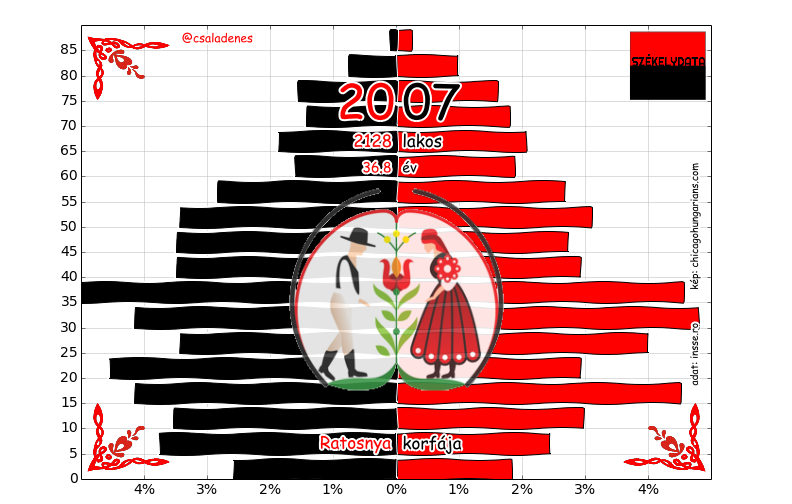 @csaladenes
SZÉKELYDATA
2007
2128 lakos
36.8 év
kép: chicagohungarians.com
adat: insse.ro
Ratosnya korfája
85
80
75
70
65
60
55
50
45
40
35
30
25
20
15
10
5
0
4% 3% 2% 1% 0% 1% 2% 3% 4%